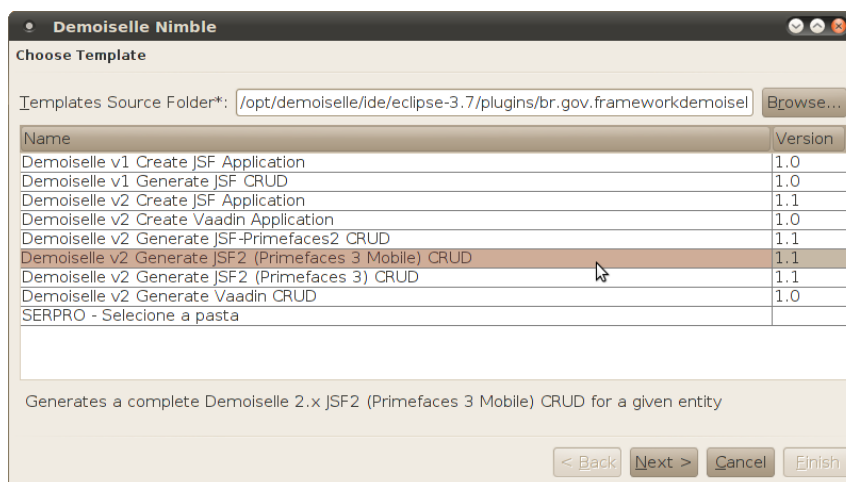 Demoiselle Nimble
Choose Template
Templates Source Folder*: /opt/demoiselle/ide/eclipse-3.7/plugins/br.gov.frameworkdemoisel Browse...
Name Version
Demoiselle v1 Create JSF Application 1.0
Demoiselle v1 Generate JSF CRUD 1.0
Demoiselle v2 Create JSF Application 1.1
Demoiselle v2 Create Vaadin Application 1.0
Demoiselle v2 Generate JSF-Primefaces2 CRUD 1.1
Demoiselle v2 Generate JSF2 (Primefaces 3 Mobile) CRUD 1.1
Demoiselle v2 Generate JSF2 (Primefaces 3) CRUD 1.1
Demoiselle v2 Generate Vaadin CRUD 1.0
SERPRO - Selecione a pasta
Generates a complete Demoiselle 2.x JSF2 (Primefaces 3 Mobile) CRUD for a given entity
< Back Next > Cancel Finish